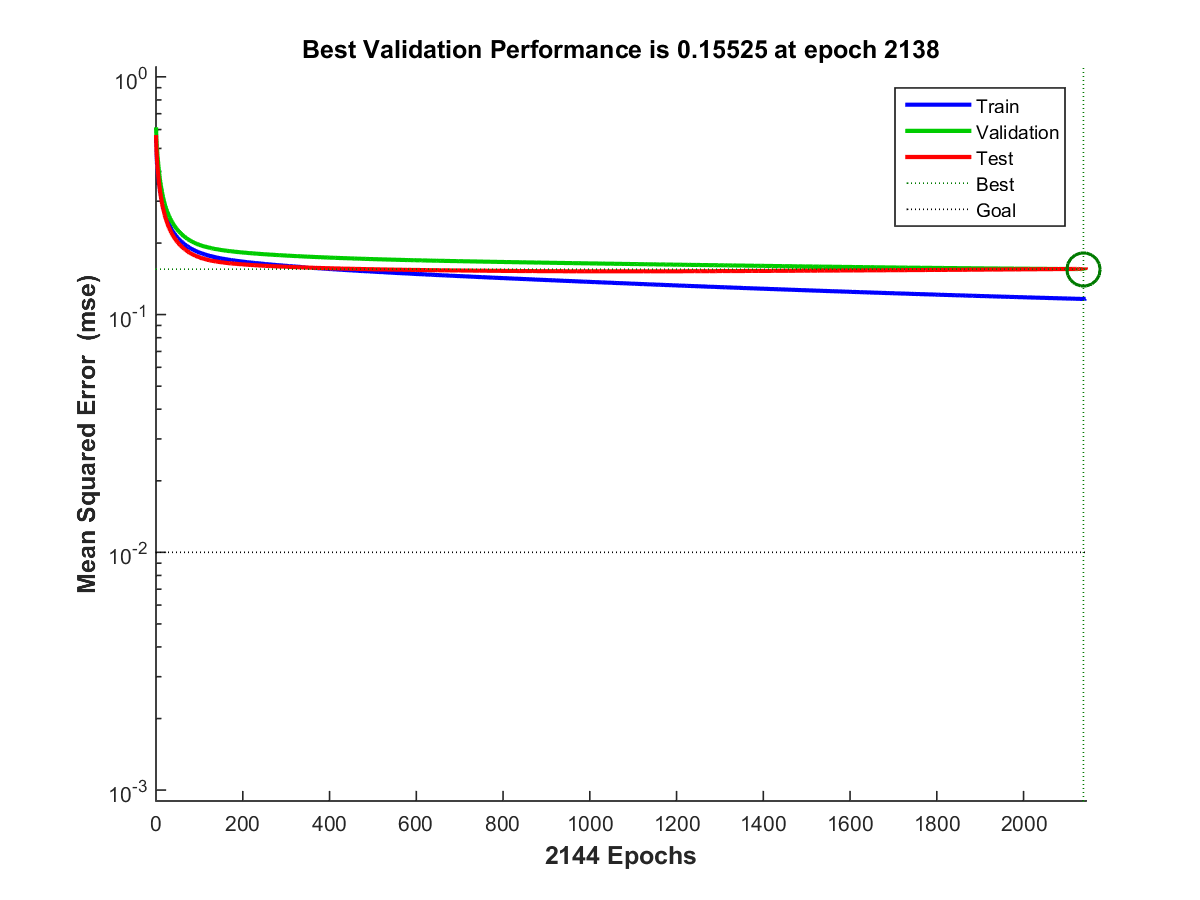 Best Validation Performance is 0.15525 at epoch 2138
10^0
10^-1
10^-2
10^-3
Mean Squared Error (mse)
Train
Validation
Test
Best
Goal
0 200 400 600 800 1000 1200 1400 1600 1800 2000
2144 Epochs